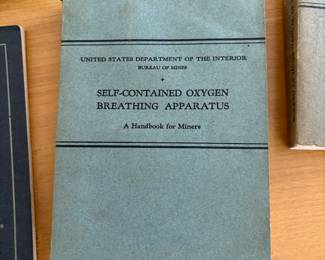 UNITED STATES DEPARTMENT OF THE INTERIOR
BUREAU OF MINES
SELF-CONTAINED OXYGEN
BREATHING APPARATUS
A Handbook for Miners